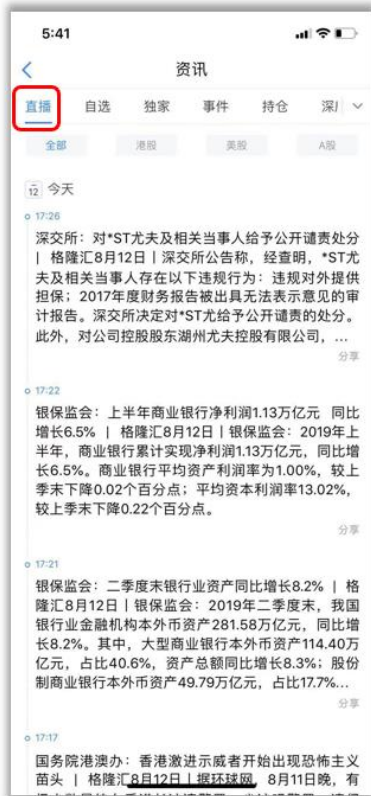 5:41
资讯
直播 自选 独家 事件 持仓 深
全部 港股 美股 A股
12 今天
17:26
深交所：对*ST尤夫及相关当事人给予公开谴责处分
| 格隆汇8月12日丨深交所公告称，经查明，*ST尤
夫及相关当事人存在以下违规行为：违规对外提供
担保；2017年度财务报告被出具无法表示意见的审
计报告。深交所决定对*ST尤给予公开谴责的处分。
此外，对公司控股股东湖州尤夫控股有限公司，...
分享
17:22
银保监会：上半年商业银行净利润1.13万亿元 同比
增长6.5% | 格隆汇8月12日丨银保监会：2019年上
半年，商业银行累计实现净利润1.13万亿元，同比增
长6.5%。商业银行平均资产利润率为1.00%，较上
季末下降0.02个百分点；平均资本利润率13.02%，
较上季末下降0.22个百分点。
分享
17:21
银保监会：二季度末银行业资产同比增长8.2% | 格
隆汇8月12日丨银保监会：2019年二季度末，我国
银行业金融机构本外币资产281.58万亿元，同比增
长8.2%。其中，大型商业银行本外币资产114.40万
亿元，占比40.6%，资产总额同比增长8.3%；股份
制商业银行本外币资产49.79万亿元，占比17.7%...
分享
17:17
国务院港澳办：香港激进示威者开始出现恐怖主义
苗头 | 格隆汇8月12日丨据环球网，8月11日晚，有